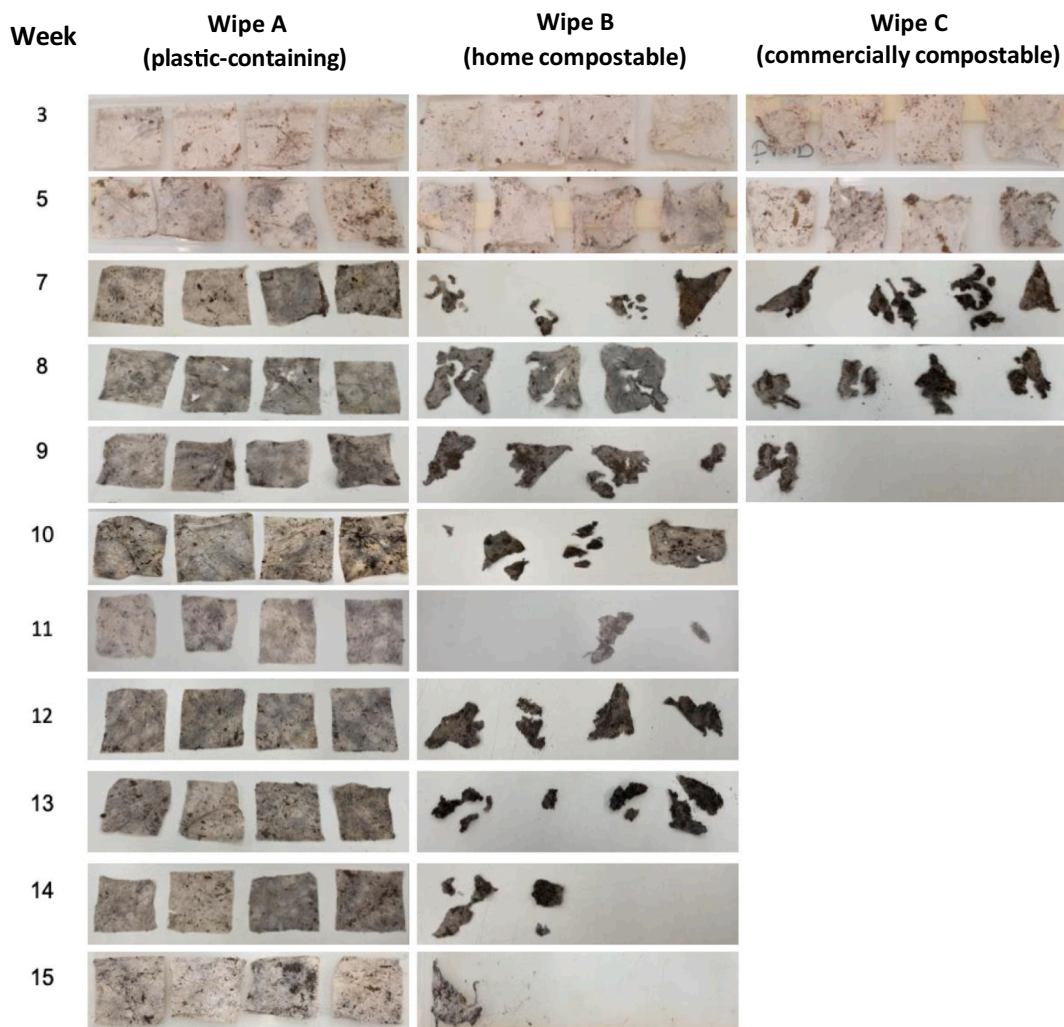 Week
Wipe A
(plastic-containing)
Wipe B
(home compostable)
Wipe C
(commercially compostable)
3
5
7
8
9
10
11
12
13
14
15